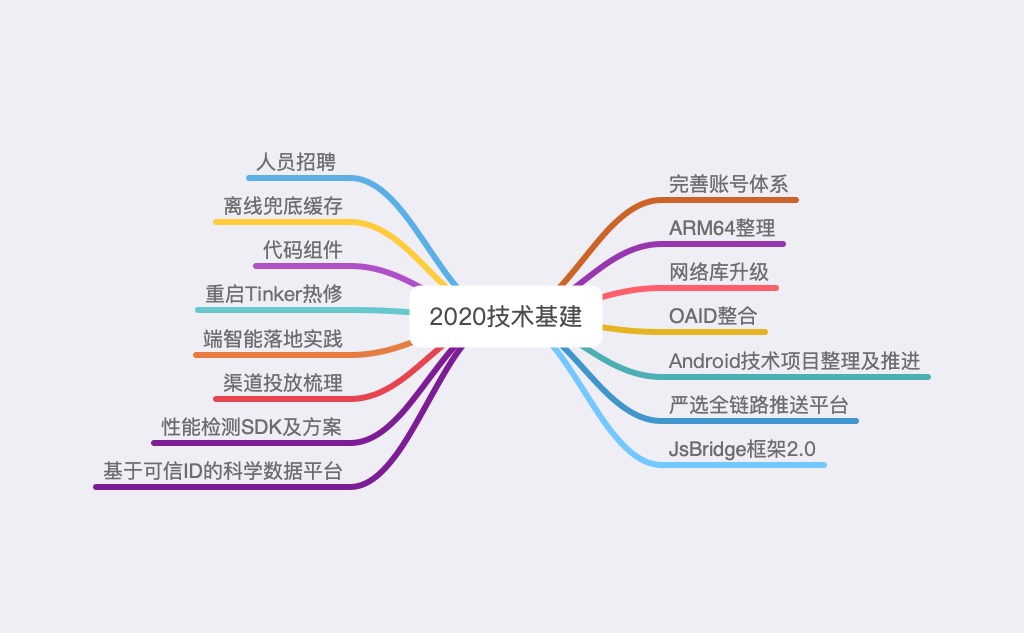 2020技术基建
完善账号体系
ARM64整理
网络库升级
OAID整合
Android技术项目整理及推进
严选全链路推送平台
JsBridge框架2.0
人员招聘
离线兜底缓存
代码组件
重启Tinker热修
端智能落地实践
渠道投放梳理
性能检测SDK及方案
基于可信ID的科学数据平台